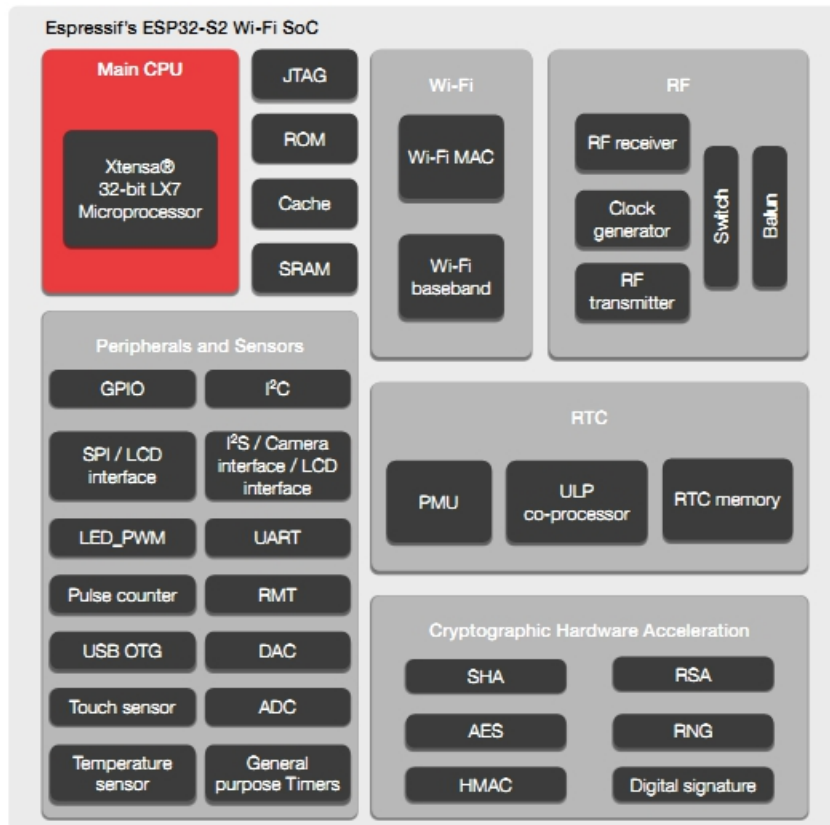 Espressif's ESP32-S2 Wi-Fi SoC
Main CPU
Xtensa®
32-bit LX7
Microprocessor
JTAG
ROM
Cache
SRAM
Wi-Fi
Wi-Fi MAC
Wi-Fi
baseband
RF
RF receiver
Clock
generator
RF
transmitter
Switch
Balun
Peripherals and Sensors
GPIO
I²C
SPI / LCD
interface
I²S / Camera
interface / LCD
interface
LED_PWM
UART
Pulse counter
RMT
USB OTG
DAC
Touch sensor
ADC
Temperature
sensor
General
purpose Timers
RTC
PMU
ULP
co-processor
RTC memory
Cryptographic Hardware Acceleration
SHA
RSA
AES
RNG
HMAC
Digital signature